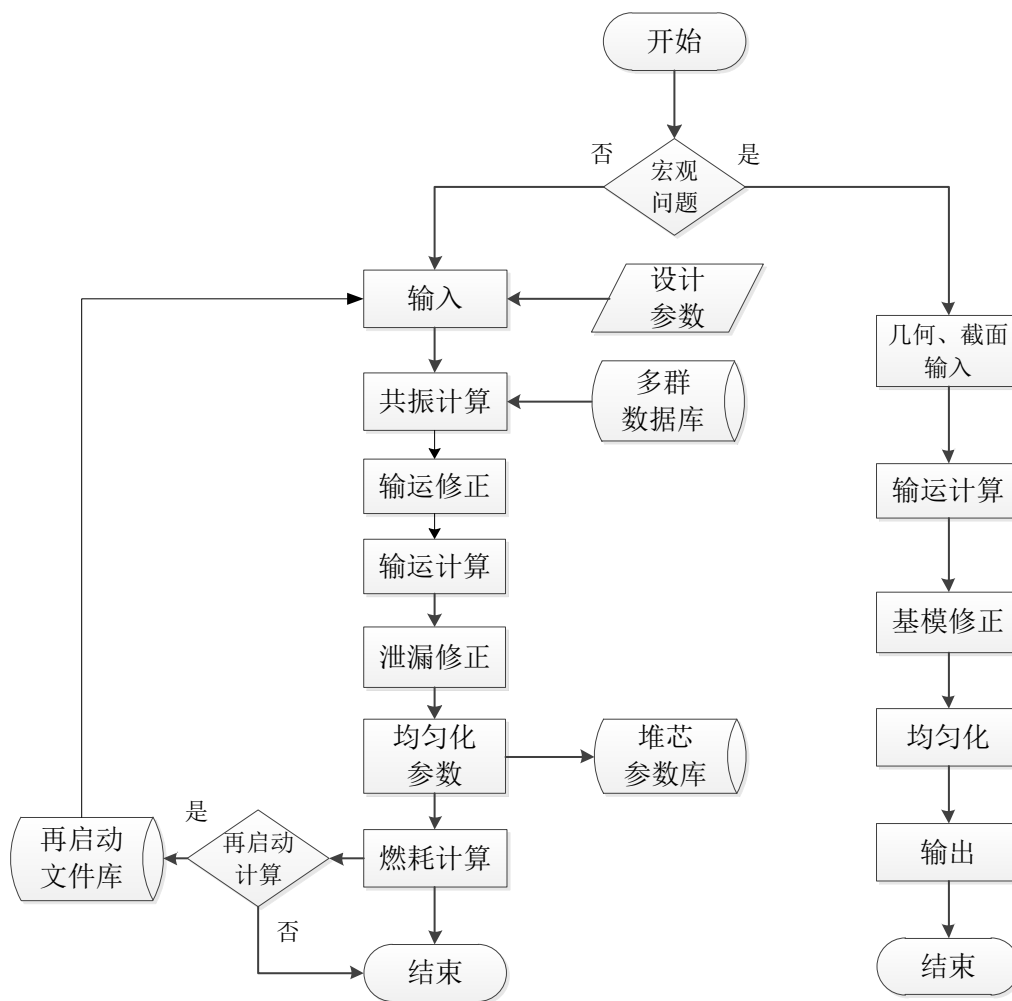 开始
否
是
宏观
问题
输入
设计
参数
几何、截面
输入
共振计算
多群
数据库
输运修正
输运计算
输运计算
泄漏修正
基模修正
均匀化
参数
堆芯
参数库
均匀化
是
再启动
文件库
再启动
计算
燃耗计算
输出
否
结束
结束